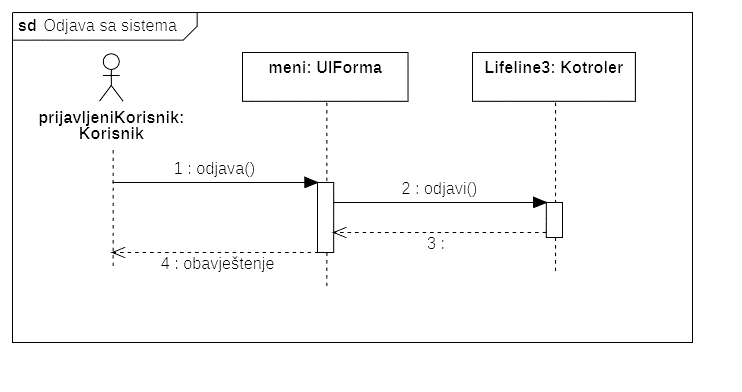 sd Odjava sa sistema
prijavljeniKorisnik:
Korisnik
meni: UIForma
Lifeline3: Kotroler
1 : odjava()
2 : odjavi()
3 :
4 : obavještenje